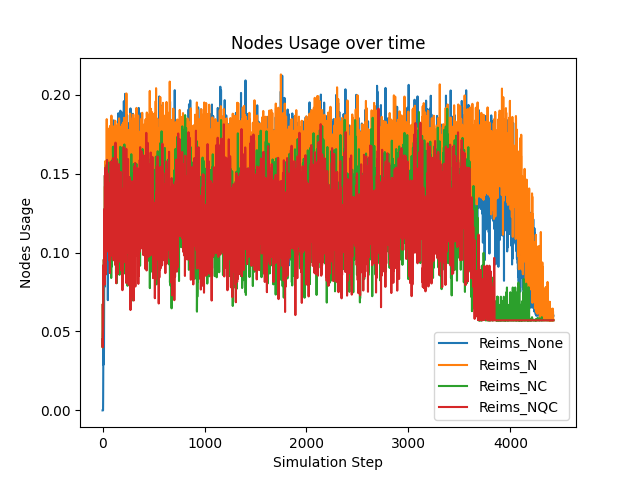 Nodes Usage over time
Nodes Usage
0.20
0.15
0.10
0.05
0.00
0
1000
2000
3000
4000
Simulation Step
Reims_None
Reims_N
Reims_NC
Reims_NQC